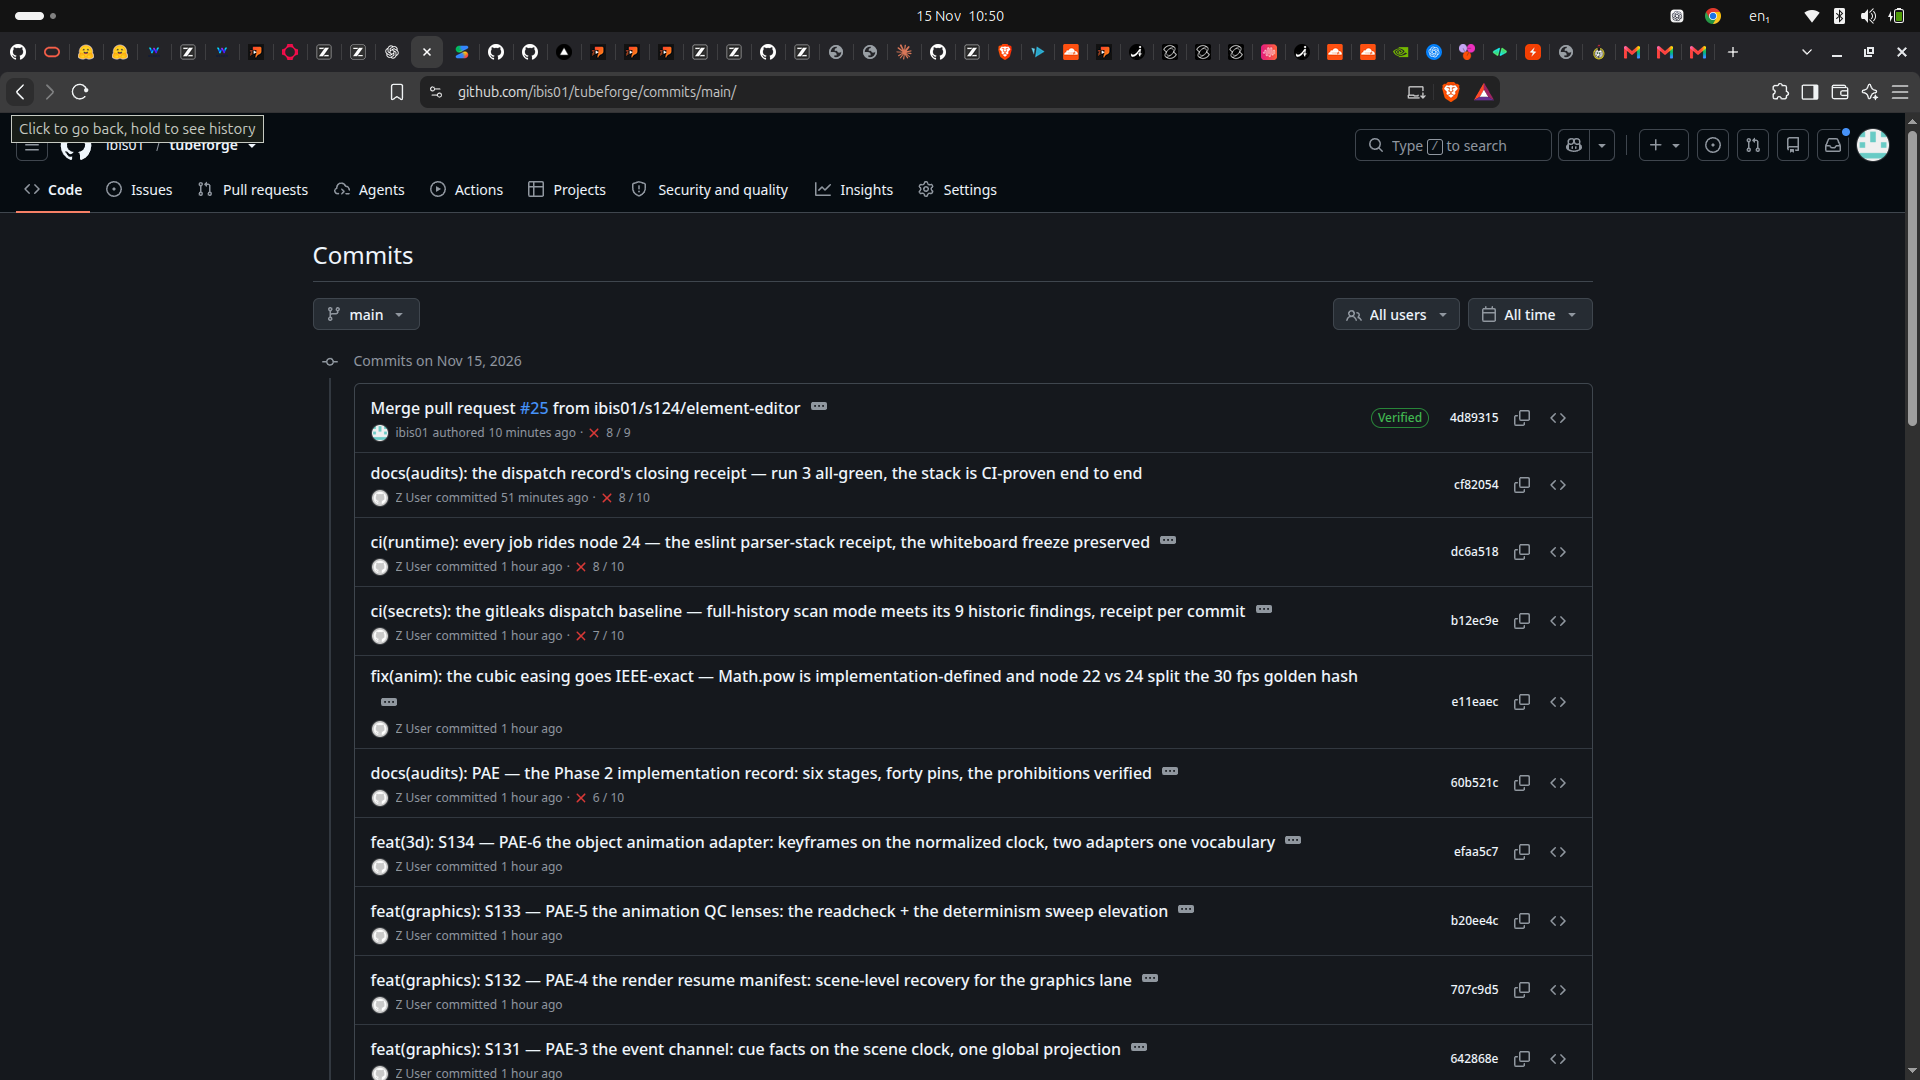 15 Nov 10:50
en₁
github.com/ibis01/tubeforge/commits/main/
Click to go back, hold to see history
ibis01 / tubeforge
Type / to search
Code
Issues
Pull requests
Agents
Actions
Projects
Security and quality
Insights
Settings
Commits
main
All users
All time
Commits on Nov 15, 2026
Merge pull request #25 from ibis01/s124/element-editor
ibis01 authored 10 minutes ago · 8 / 9
Verified
4d89315
docs(audits): the dispatch record's closing receipt — run 3 all-green, the stack is CI-proven end to end
Z User committed 51 minutes ago · 8 / 10
cf82054
ci(runtime): every job rides node 24 — the eslint parser-stack receipt, the whiteboard freeze preserved
Z User committed 1 hour ago · 8 / 10
dc6a518
ci(secrets): the gitleaks dispatch baseline — full-history scan mode meets its 9 historic findings, receipt per commit
Z User committed 1 hour ago · 7 / 10
b12ec9e
fix(anim): the cubic easing goes IEEE-exact — Math.pow is implementation-defined and node 22 vs 24 split the 30 fps golden hash
Z User committed 1 hour ago
e11eaec
docs(audits): PAE — the Phase 2 implementation record: six stages, forty pins, the prohibitions verified
Z User committed 1 hour ago · 6 / 10
60b521c
feat(3d): S134 — PAE-6 the object animation adapter: keyframes on the normalized clock, two adapters one vocabulary
Z User committed 1 hour ago
efaa5c7
feat(graphics): S133 — PAE-5 the animation QC lenses: the readcheck + the determinism sweep elevation
Z User committed 1 hour ago
b20ee4c
feat(graphics): S132 — PAE-4 the render resume manifest: scene-level recovery for the graphics lane
Z User committed 1 hour ago
707c9d5
feat(graphics): S131 — PAE-3 the event channel: cue facts on the scene clock, one global projection
Z User committed 1 hour ago
642868e